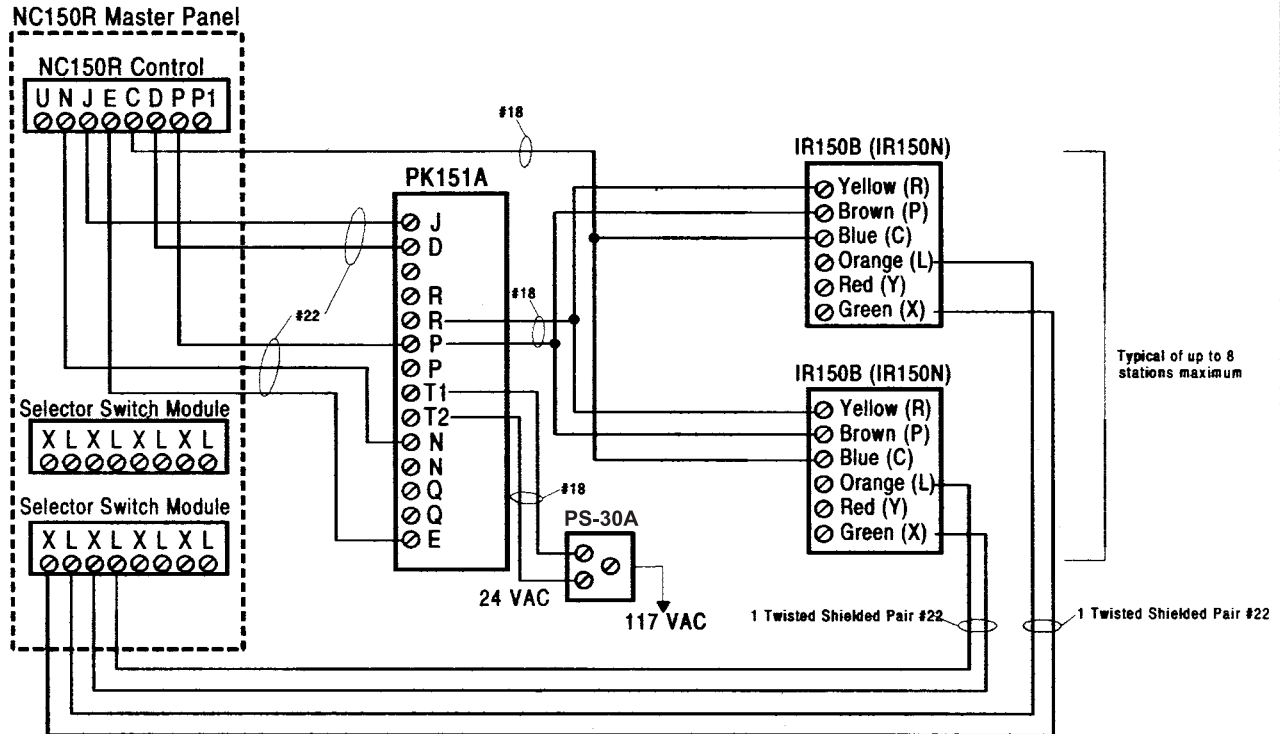 NC150R Master Panel
NC150R Control
U N J E C D P P1
#18
PK151A
J
D
R
R
P
P
T1
T2
N
N
Q
Q
E
#22
#18
#18
IR150B (IR150N)
Yellow (R)
Brown (P)
Blue (C)
Orange (L)
Red (Y)
Green (X)
IR150B (IR150N)
Yellow (R)
Brown (P)
Blue (C)
Orange (L)
Red (Y)
Green (X)
Typical of up to 8
stations maximum
Selector Switch Module
X L X L X L X L
Selector Switch Module
X L X L X L X L
PS-30A
24 VAC
117 VAC
1 Twisted Shielded Pair #22
1 Twisted Shielded Pair #22